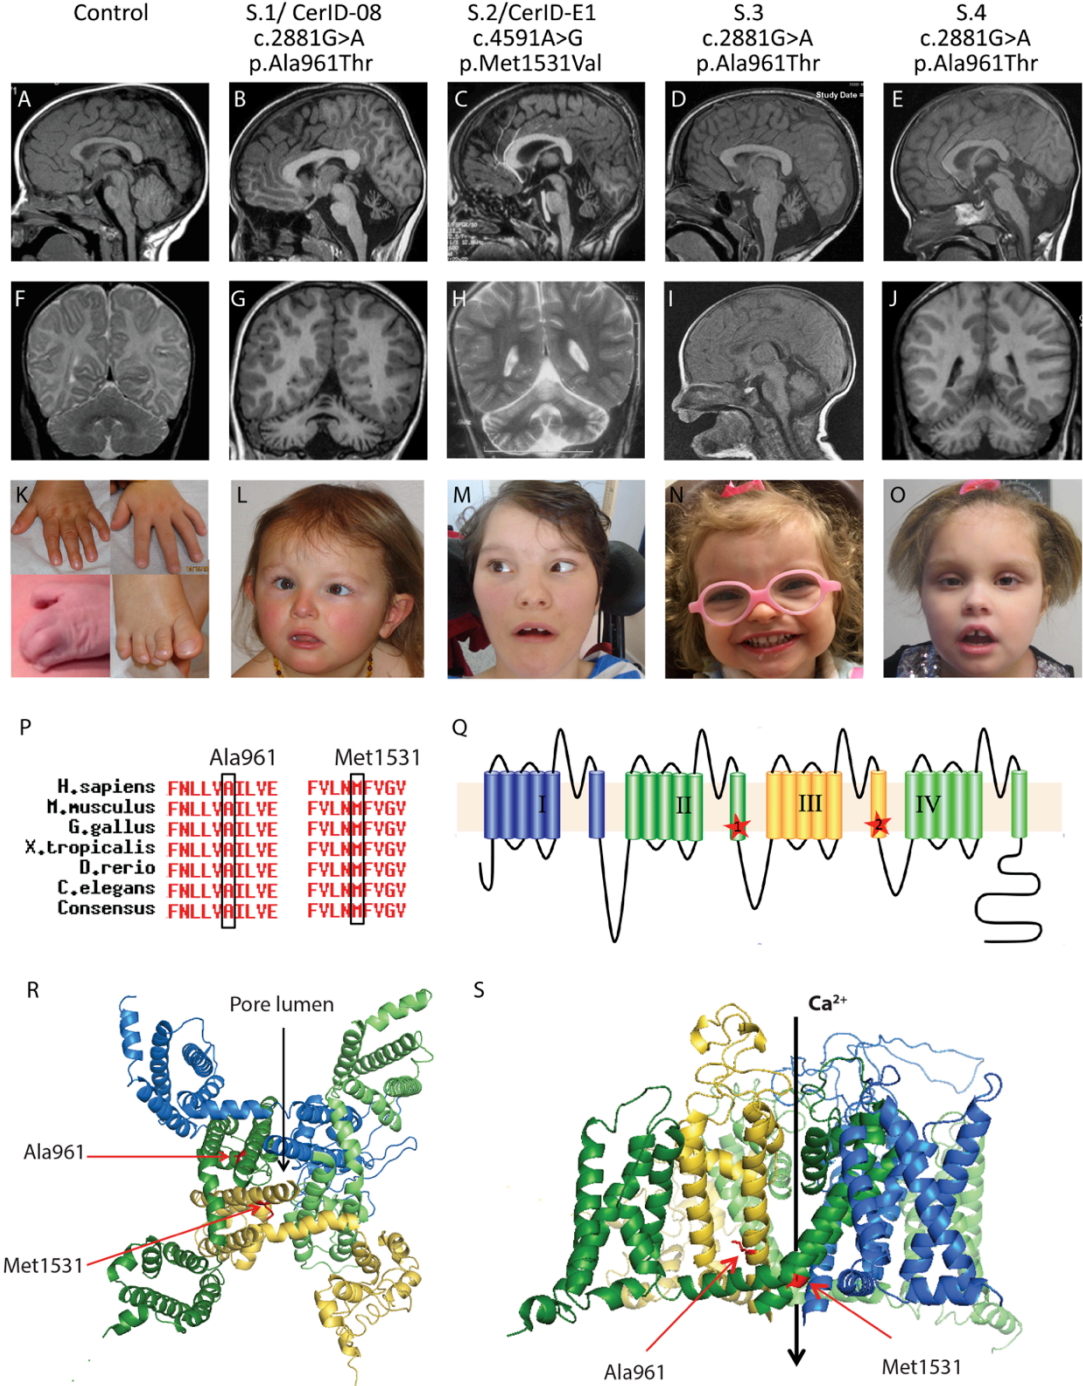 Control
S.1/ CerID-08
c.2881G>A
p.Ala961Thr
S.2/CerID-E1
c.4591A>G
p.Met1531Val
S.3
c.2881G>A
p.Ala961Thr
S.4
c.2881G>A
p.Ala961Thr
A
B
C
D
Study Date =
E
F
G
H
I
J
K
L
M
N
O
P
Ala961
Met1531
H.sapiens FNLLVAILVE FVLNMFVGV
M.musculus FNLLVAILVE FVLNMFVGV
G.gallus FNLLVAILVE FVLNMFVGV
X.tropicalis FNLLVAILVE FVLNMFVGV
D.rerio FNLLVAILVE FVLNMFVGV
C.elegans FNLLVAILVE FVLNMFVGV
Consensus FNLLVAILVE FVLNMFVGV
Q
I
II
III
IV
1
2
R
Pore lumen
Ala961
Met1531
S
Ca²⁺
Ala961
Met1531